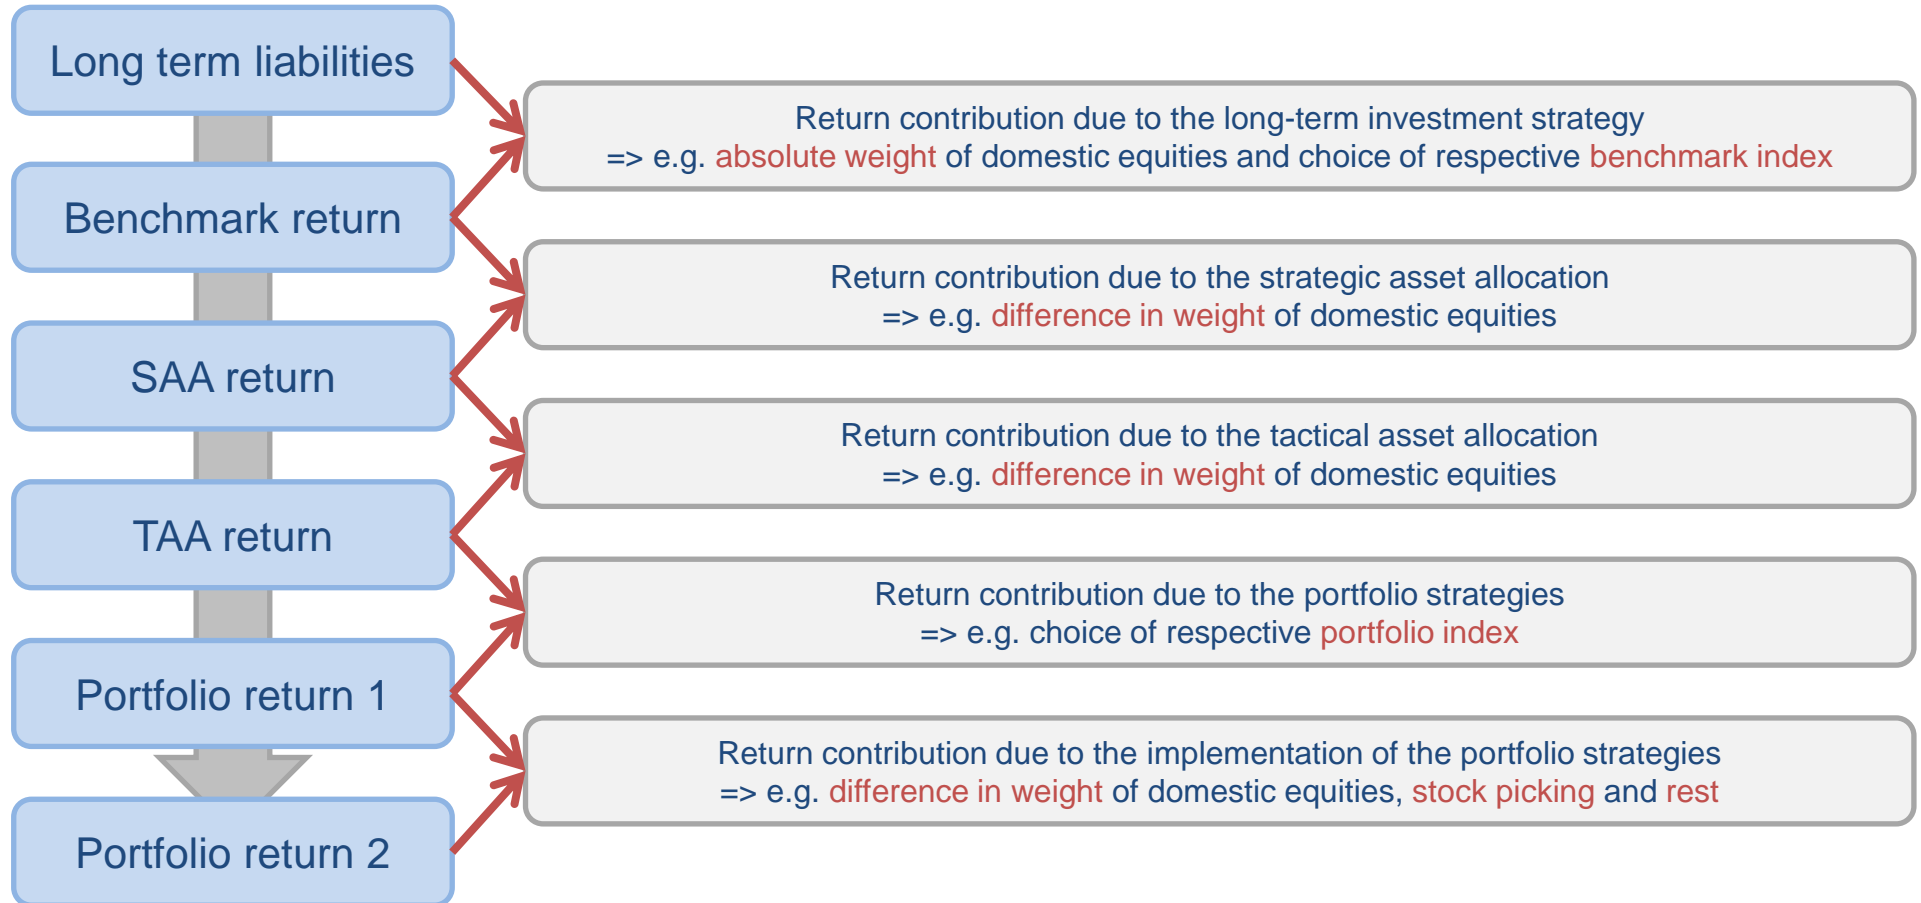 Long term liabilities
Return contribution due to the long-term investment strategy
=> e.g. absolute weight of domestic equities and choice of respective benchmark index
Benchmark return
Return contribution due to the strategic asset allocation
=> e.g. difference in weight of domestic equities
SAA return
Return contribution due to the tactical asset allocation
=> e.g. difference in weight of domestic equities
TAA return
Return contribution due to the portfolio strategies
=> e.g. choice of respective portfolio index
Portfolio return 1
Return contribution due to the implementation of the portfolio strategies
=> e.g. difference in weight of domestic equities, stock picking and rest
Portfolio return 2